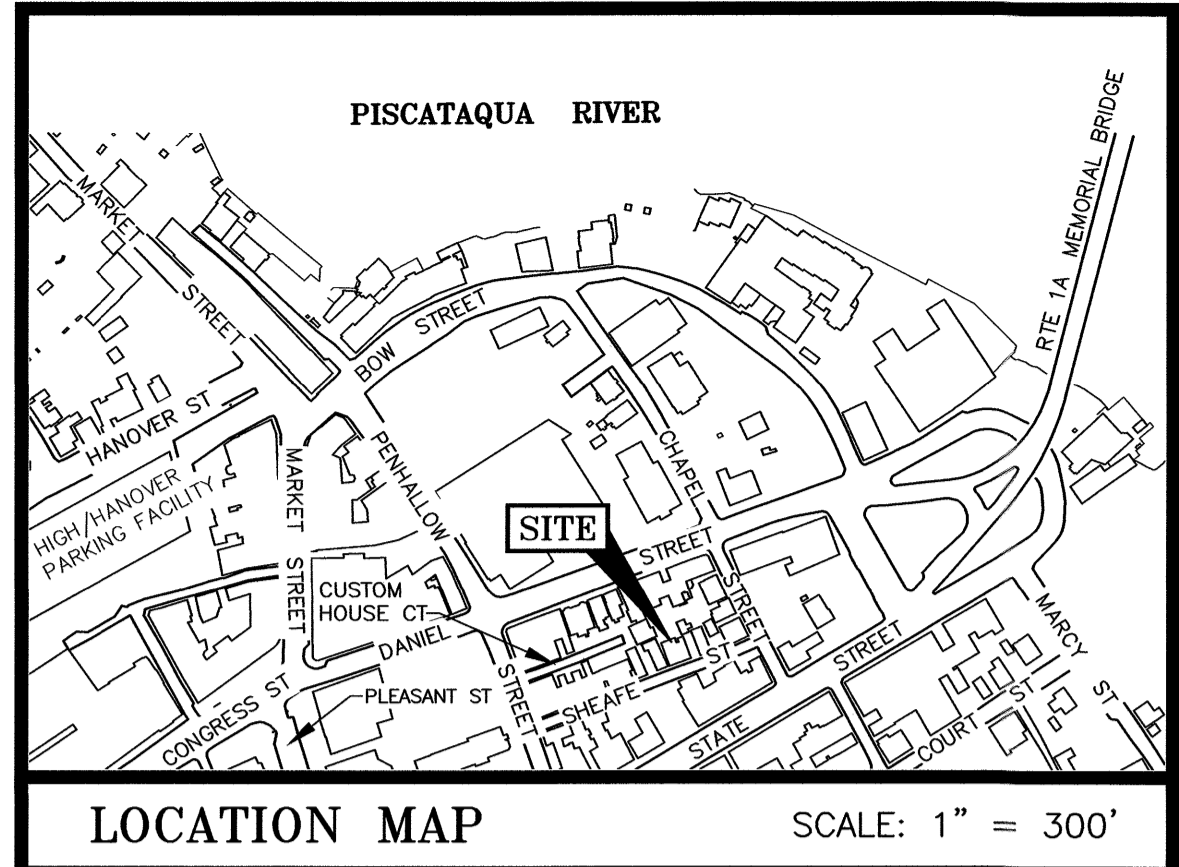 PISCATAQUA RIVER
RTE 1A MEMORIAL BRIDGE
MARKET
STREET
BOW STREET
HANOVER ST
HIGH/HANOVER
PARKING FACILITY
MARKET
STREET
PENHALLOW
STREET
CHAPEL
STREET
SITE
CUSTOM
HOUSE CT
DANIEL
STREET
CONGRESS ST
PLEASANT ST
SHEAFE ST
STATE
STREET
COURT ST
MARCY
ST
LOCATION MAP
SCALE: 1" = 300'